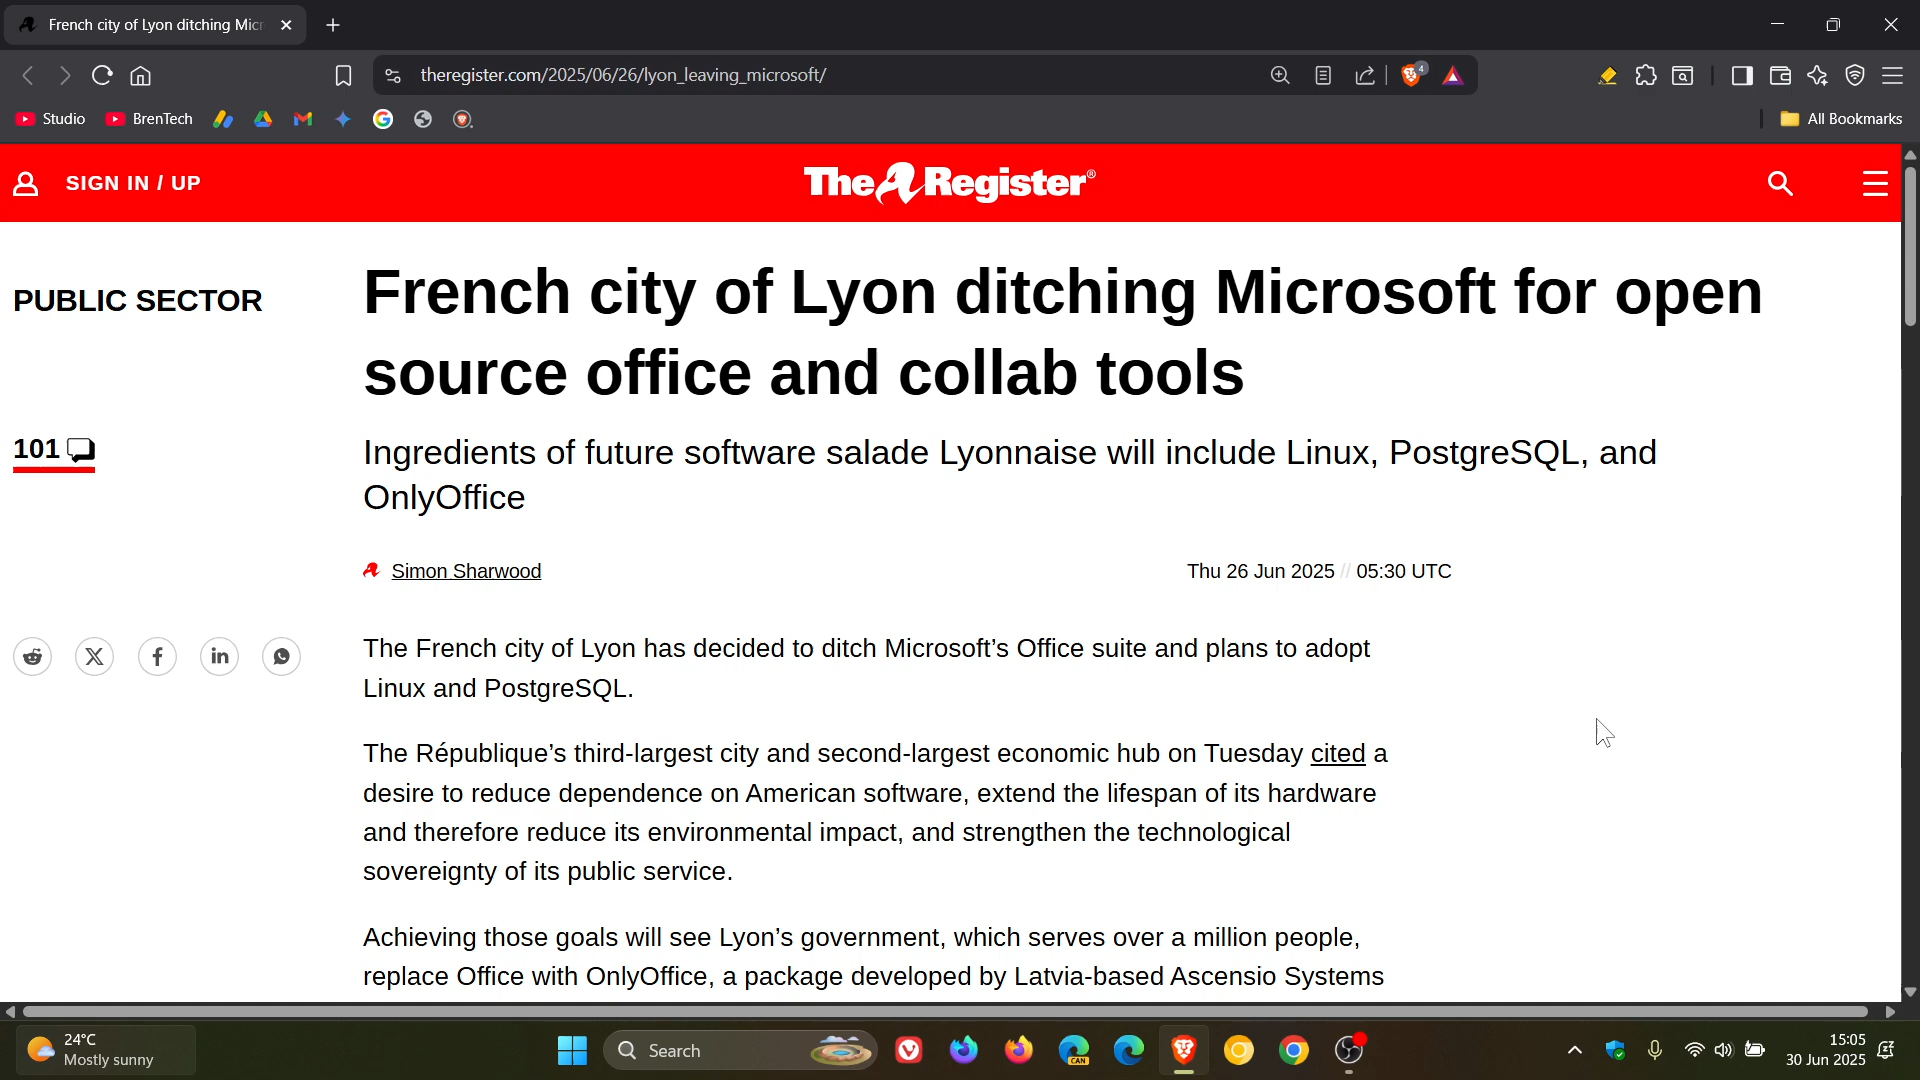 French city of Lyon ditching Micr
theregister.com/2025/06/26/lyon_leaving_microsoft/
4
Studio
BrenTech
All Bookmarks
SIGN IN / UP
The Register®
PUBLIC SECTOR
French city of Lyon ditching Microsoft for open
source office and collab tools
101
Ingredients of future software salade Lyonnaise will include Linux, PostgreSQL, and
OnlyOffice
Simon Sharwood
Thu 26 Jun 2025 // 05:30 UTC
The French city of Lyon has decided to ditch Microsoft’s Office suite and plans to adopt
Linux and PostgreSQL.
The République’s third-largest city and second-largest economic hub on Tuesday cited a
desire to reduce dependence on American software, extend the lifespan of its hardware
and therefore reduce its environmental impact, and strengthen the technological
sovereignty of its public service.
Achieving those goals will see Lyon’s government, which serves over a million people,
replace Office with OnlyOffice, a package developed by Latvia-based Ascensio Systems
24°C
Mostly sunny
Search
CAN
15:05
30 Jun 2025